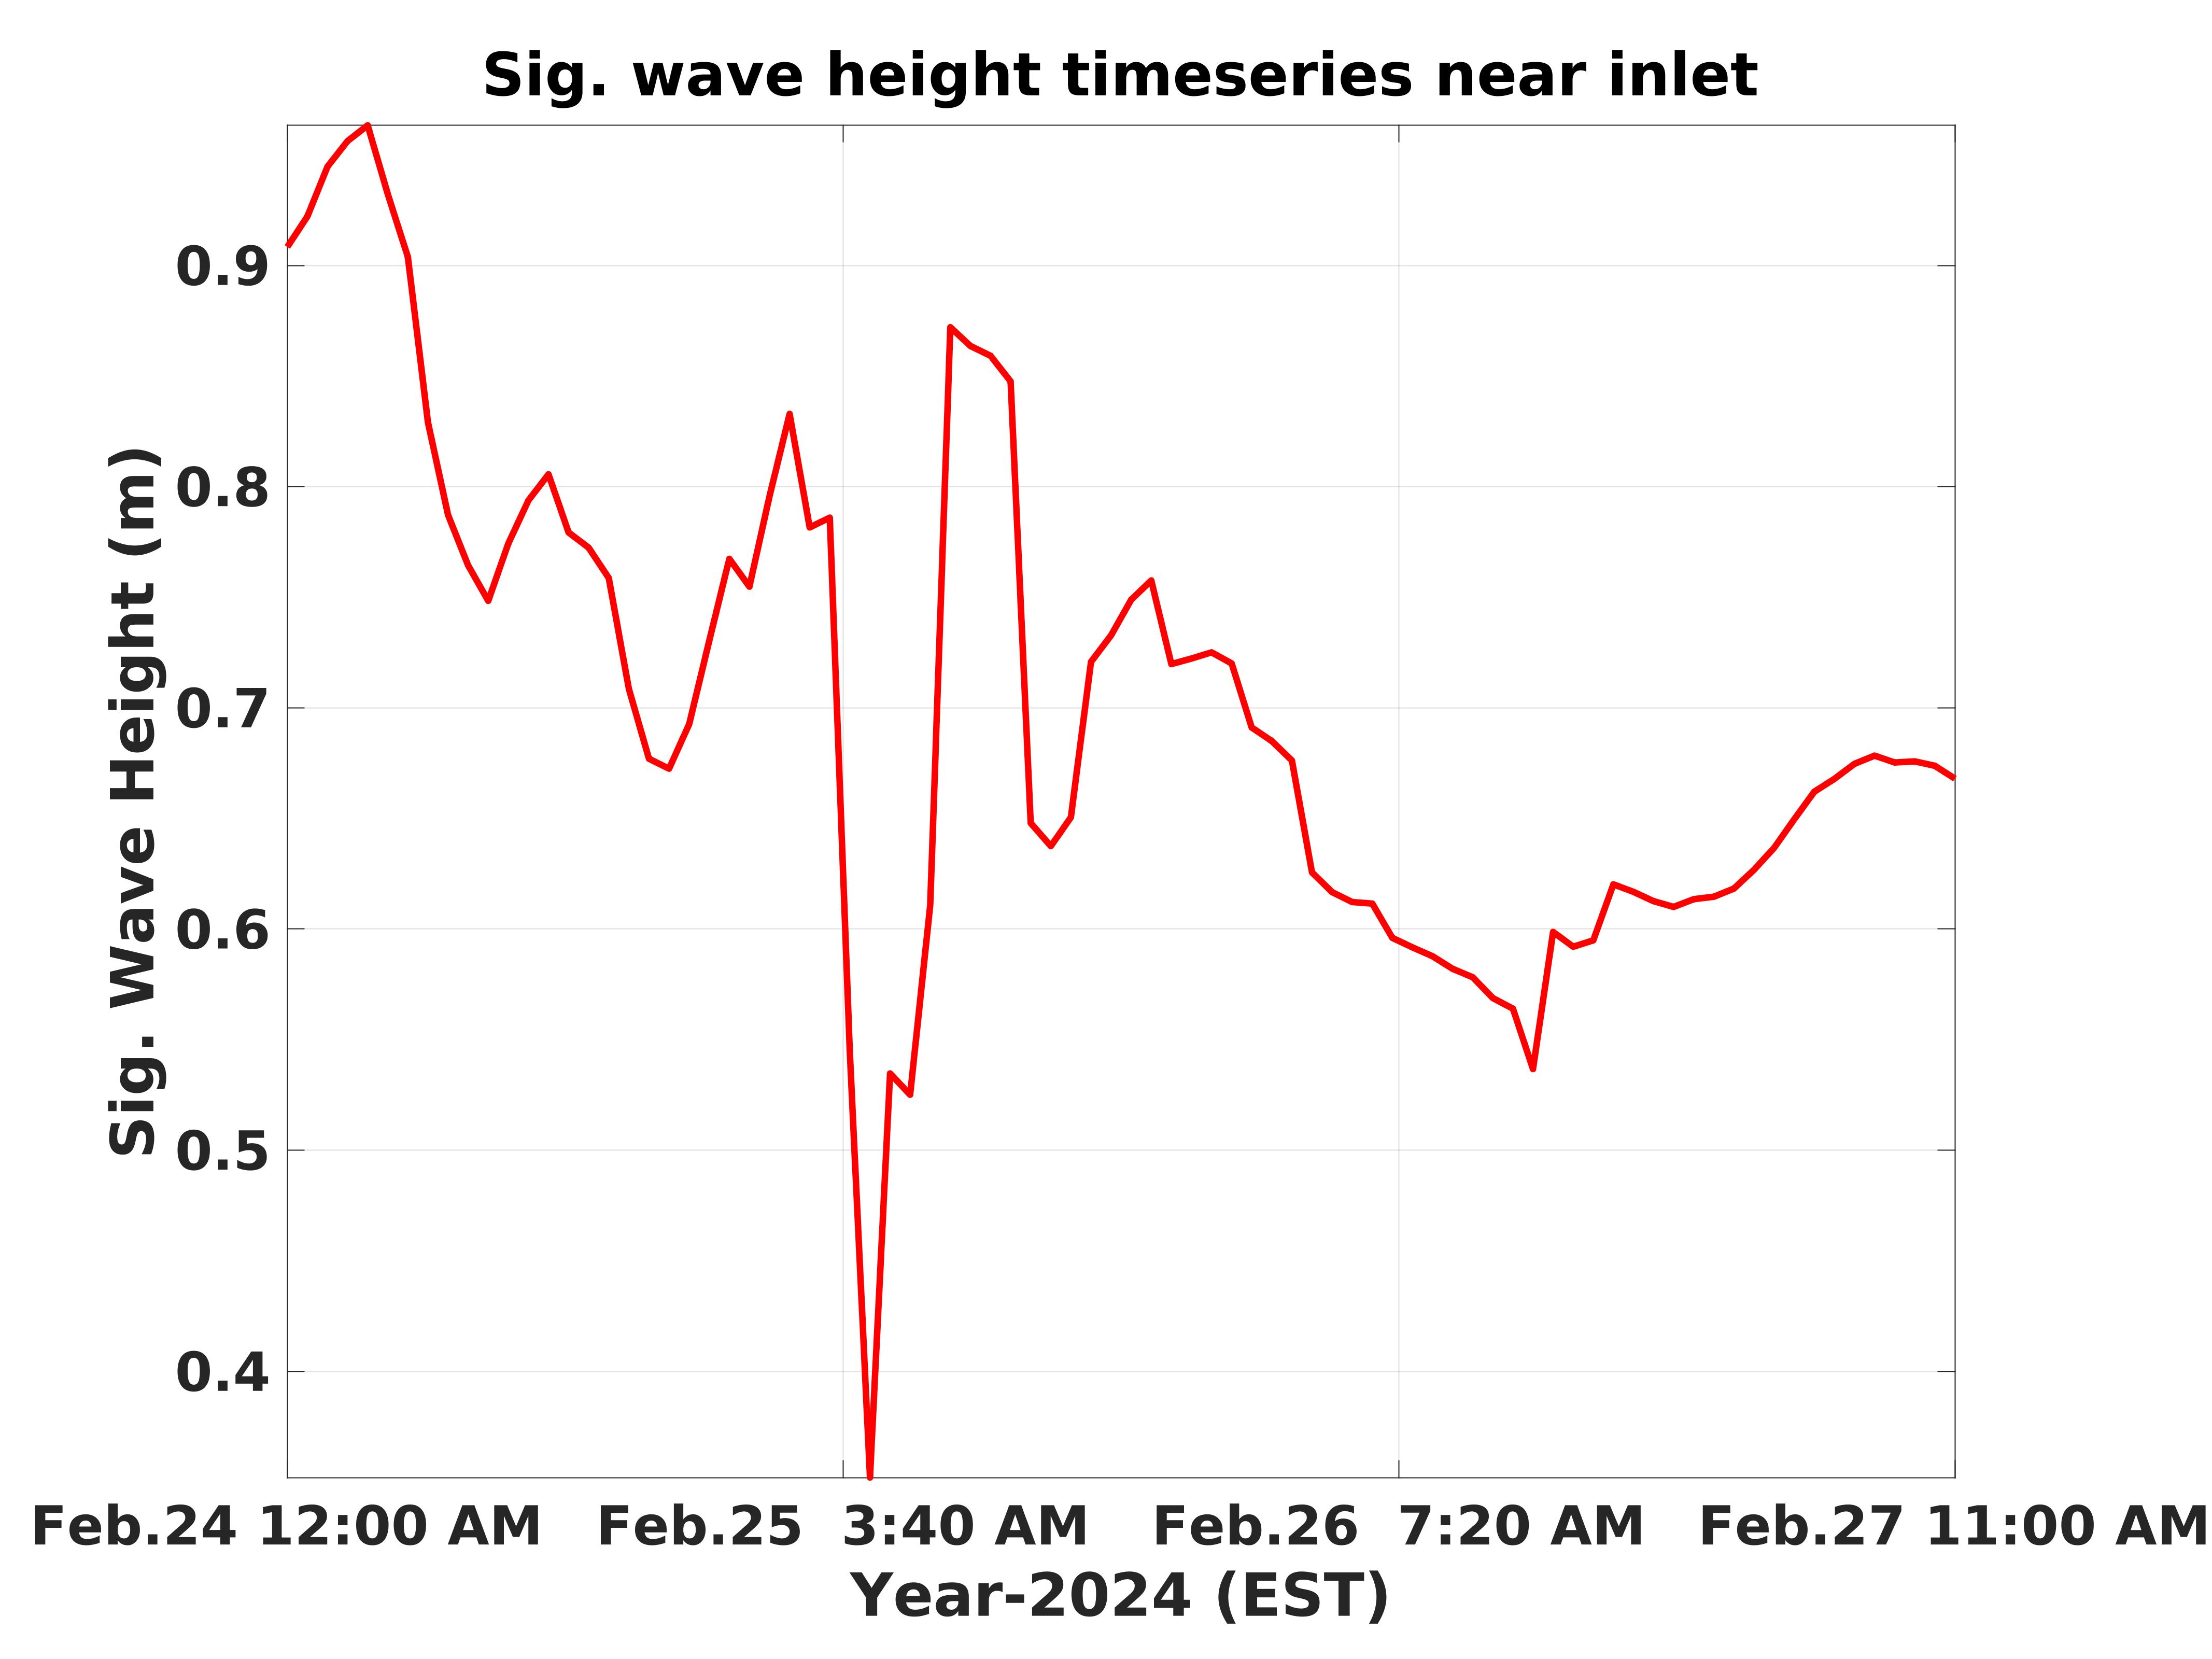 Sig. wave height timeseries near inlet
Sig. Wave Height (m)
0.9
0.8
0.7
0.6
0.5
0.4
Feb.24 12:00 AM Feb.25 3:40 AM Feb.26 7:20 AM Feb.27 11:00 AM
Year-2024 (EST)